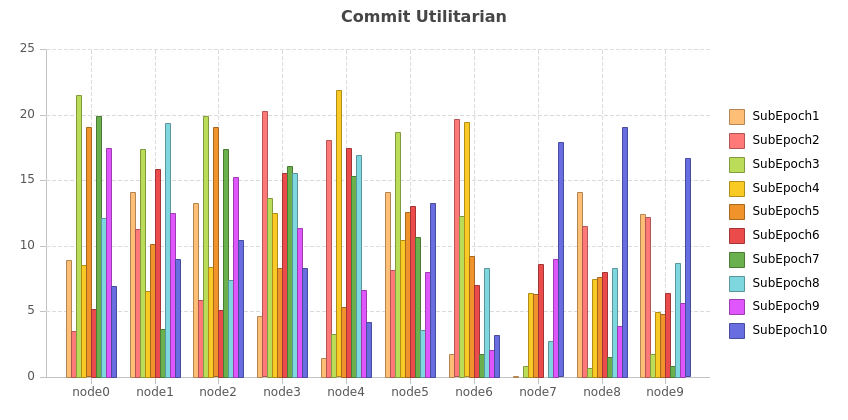 Commit Utilitarian
25
20
15
10
5
0
node0 node1 node2 node3 node4 node5 node6 node7 node8 node9
SubEpoch1
SubEpoch2
SubEpoch3
SubEpoch4
SubEpoch5
SubEpoch6
SubEpoch7
SubEpoch8
SubEpoch9
SubEpoch10